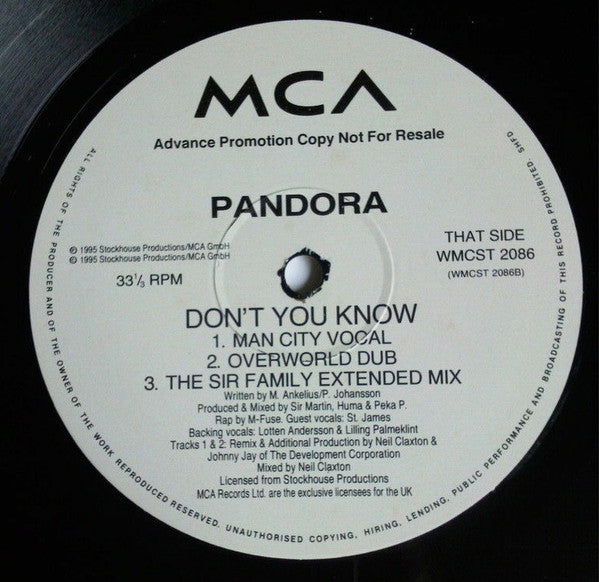 MCA
Advance Promotion Copy Not For Resale
PANDORA
℗ 1995 Stockhouse Productions/MCA GmbH
© 1995 Stockhouse Productions/MCA GmbH
33⅓ RPM
THAT SIDE
WMCST 2086
(WMCST 2086B)
DON'T YOU KNOW
1. MAN CITY VOCAL
2. OVERWORLD DUB
3. THE SIR FAMILY EXTENDED MIX
Written by M. Ankelius/P. Johansson
Produced & Mixed by Sir Martin, Huma & Peka P.
Rap by M-Fuse. Guest vocals: St. James
Backing vocals: Lotten Andersson & Lilling Palmeklint
Tracks 1 & 2: Remix & Additional Production by Neil Claxton &
Johnny Jay of The Development Corporation
Mixed by Neil Claxton
Licensed from Stockhouse Productions
MCA Records Ltd. are the exclusive licensees for the UK
ALL RIGHTS OF THE PRODUCER AND OF THE OWNER OF THE WORK REPRODUCED RESERVED. UNAUTHORISED COPYING, HIRING, LENDING, PUBLIC PERFORMANCE AND BROADCASTING OF THIS RECORD PROHIBITED. SHFD